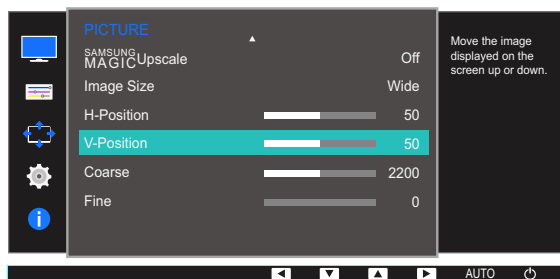 PICTURE
SAMSUNG
MAGIC Upscale Off
Image Size Wide
H-Position 50
V-Position 50
Coarse 2200
Fine 0
Move the image
displayed on the
screen up or down.
AUTO